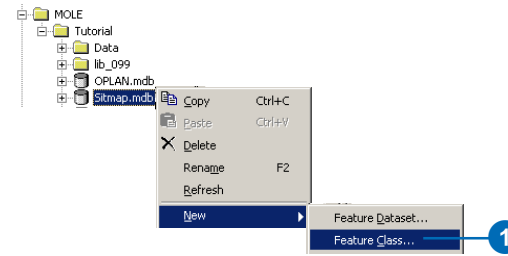 MOLE
Tutorial
Data
lib_099
OPLAN.mdb
Sitmap.mdb
Copy Ctrl+C
Paste Ctrl+V
Delete
Rename F2
Refresh
New
Feature Dataset...
Feature Class...
1